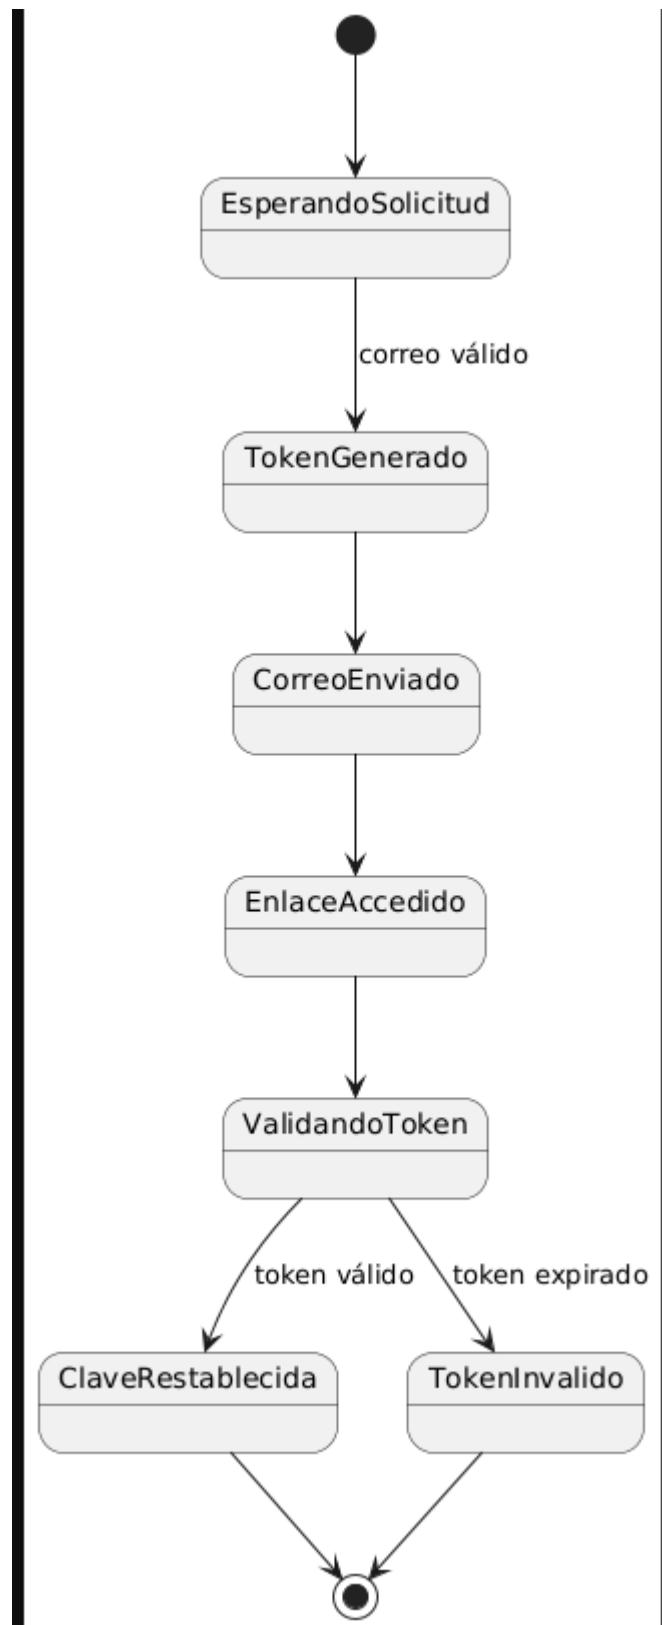 EsperandoSolicitud
correo válido
TokenGenerado
CorreoEnviado
EnlaceAccedido
ValidandoToken
token válido
token expirado
ClaveRestablecida
TokenInvalido